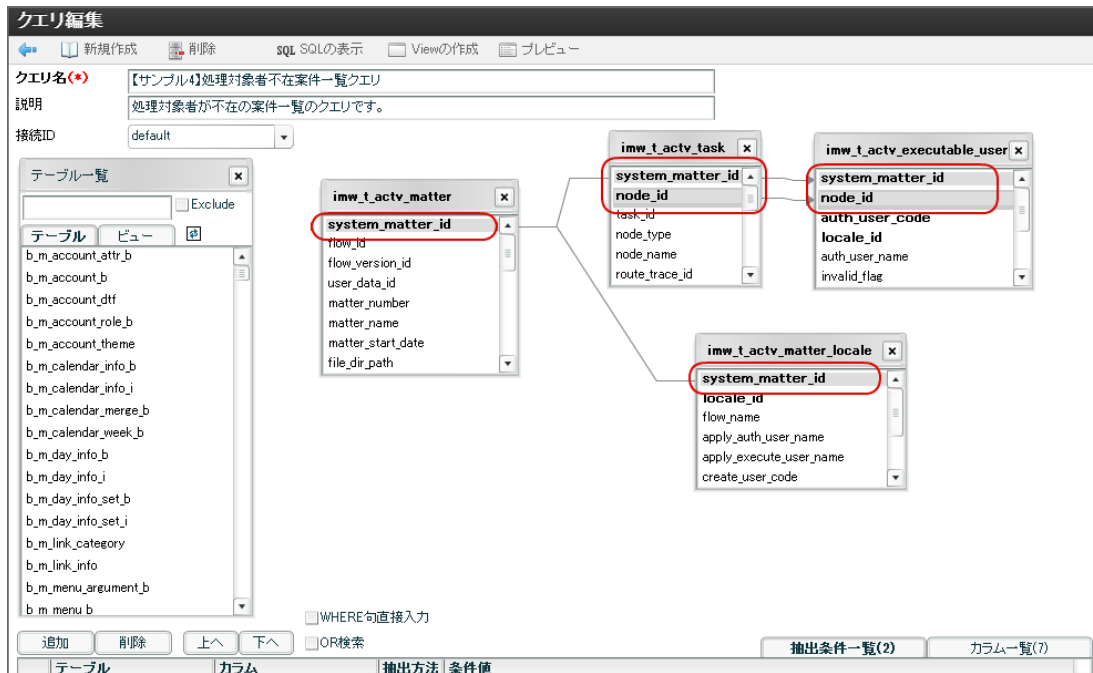 クエリ編集
新規作成 削除 SQL SQLの表示 Viewの作成 プレビュー
クエリ名(*) 【サンプル4】処理対象者不在案件一覧クエリ
説明 処理対象者が不在の案件一覧のクエリです。
接続ID default
テーブル一覧
Exclude
テーブル ビュー
b_m_account_attr_b
b_m_account_b
b_m_account_dtf
b_m_account_role_b
b_m_account_theme
b_m_calendar_info_b
b_m_calendar_info_i
b_m_calendar_merge_b
b_m_calendar_week_b
b_m_day_info_b
b_m_day_info_i
b_m_day_info_set_b
b_m_day_info_set_i
b_m_link_category
b_m_link_info
b_m_menu_argument_b
b_m_menu_b
imw_t_actv_matter
system_matter_id
flow_id
flow_version_id
user_data_id
matter_number
matter_name
matter_start_date
file_dir_path
imw_t_actv_task
system_matter_id
node_id
task_id
node_type
node_name
route_trace_id
imw_t_actv_executable_user
system_matter_id
node_id
auth_user_code
locale_id
auth_user_name
invalid_flag
imw_t_actv_matter_locale
system_matter_id
locale_id
flow_name
apply_auth_user_name
apply_execute_user_name
create_user_code
WHERE句直接入力
追加 削除 上へ 下へ OR検索 抽出条件一覧(2) カラム一覧(7)
テーブル カラム 抽出方法 条件値